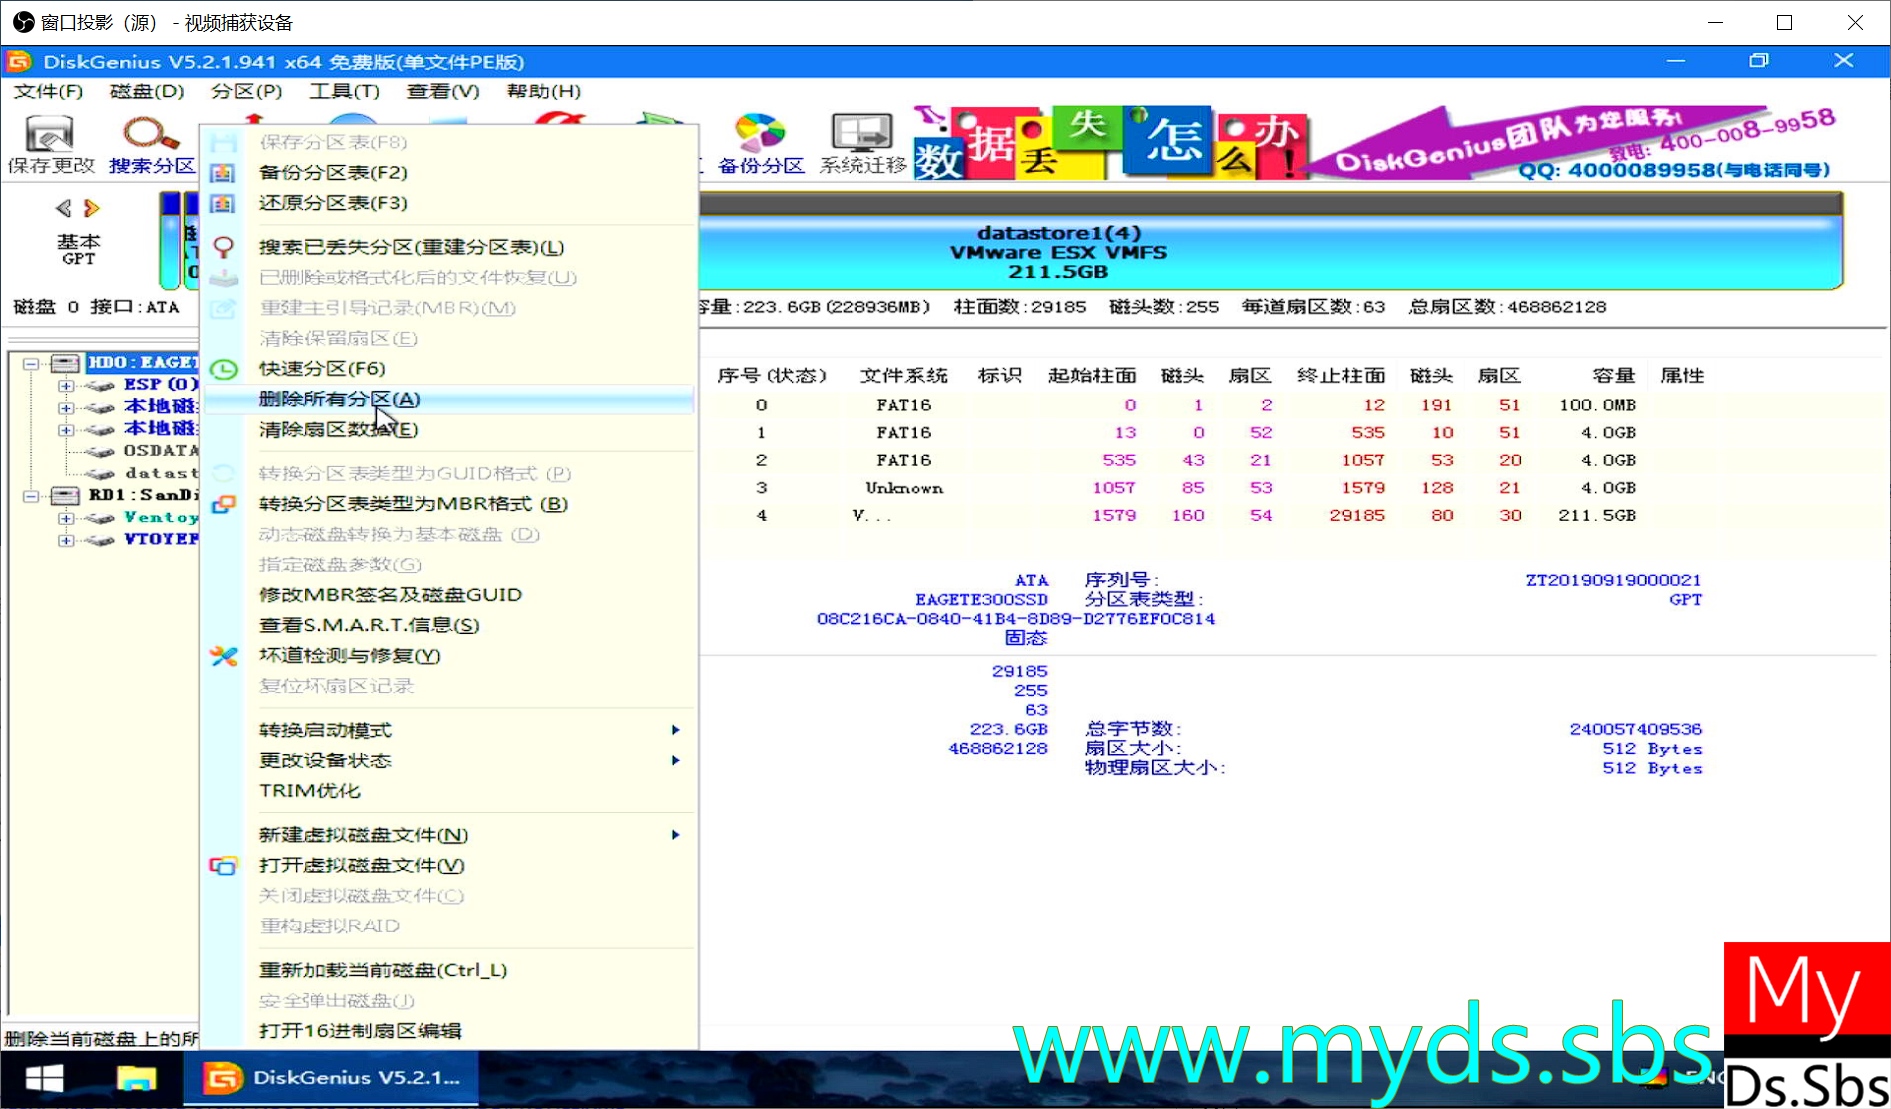 窗口投影（源） - 视频捕获设备
DiskGenius V5.2.1.941 x64 免费版(单文件PE版)
文件(F) 磁盘(D) 分区(P) 工具(T) 查看(V) 帮助(H)
保存更改 搜索分区 备份分区 系统迁移
数据丢失怎么办!
DiskGenius团队为您服务!
致电: 400-008-9958
QQ: 4000089958(与电话同号)
基本
GPT
datastore1(4)
VMware ESX VMFS
211.5GB
磁盘 0 接口:ATA
容量:223.6GB(228936MB) 柱面数:29185 磁头数:255 每道扇区数:63 总扇区数:468862128
HD0:EAGET
ESP(0)
本地磁
本地磁
OSDATA
datast
RD1:SanDi
Ventoy
VTOYEF
保存分区表(F8)
备份分区表(F2)
还原分区表(F3)
搜索已丢失分区(重建分区表)(L)
已删除或格式化后的文件恢复(U)
重建主引导记录(MBR)(M)
清除保留扇区(E)
快速分区(F6)
删除所有分区(A)
清除扇区数据(E)
转换分区表类型为GUID格式 (P)
转换分区表类型为MBR格式 (B)
动态磁盘转换为基本磁盘 (D)
指定磁盘参数(G)
修改MBR签名及磁盘GUID
查看S.M.A.R.T.信息(S)
坏道检测与修复(Y)
复位坏扇区记录
转换启动模式
更改设备状态
TRIM优化
新建虚拟磁盘文件(N)
打开虚拟磁盘文件(V)
关闭虚拟磁盘文件(C)
重构虚拟RAID
重新加载当前磁盘(Ctrl_L)
安全弹出磁盘(J)
打开16进制扇区编辑
序号(状态) 文件系统 标识 起始柱面 磁头 扇区 终止柱面 磁头 扇区 容量 属性
0 FAT16 0 1 2 12 191 51 100.0MB
1 FAT16 13 0 52 535 10 51 4.0GB
2 FAT16 535 43 21 1057 53 20 4.0GB
3 Unknown 1057 85 53 1579 128 21 4.0GB
4 V... 1579 160 54 29185 80 30 211.5GB
ATA 序列号: ZT20190919000021
EAGETE300SSD 分区表类型: GPT
08C216CA-0840-41B4-8D89-D2776EF0C814
固态
29185
255
63
223.6GB 总字节数: 240057409536
468862128 扇区大小: 512 Bytes
物理扇区大小: 512 Bytes
删除当前磁盘上的所
DiskGenius V5.2.1...
www.myds.sbs
My
Ds.Sbs